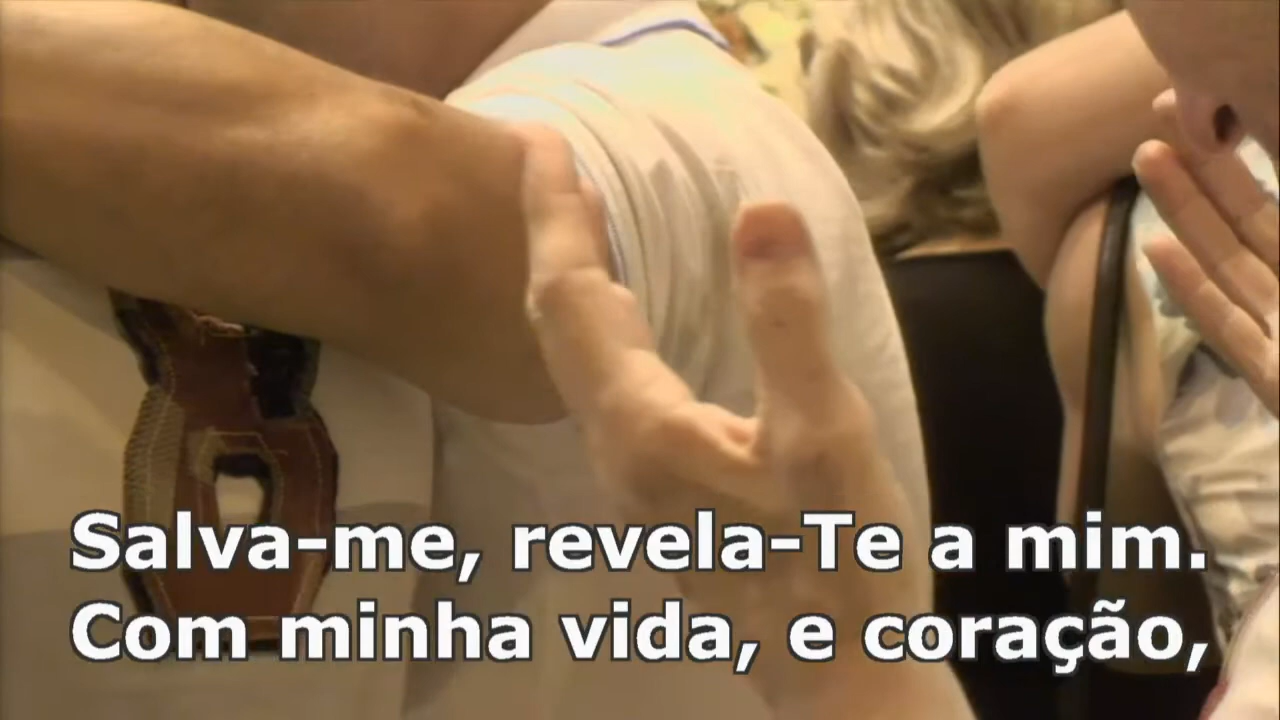 Salva-me, revela-Te a mim.
Com minha vida, e coração,